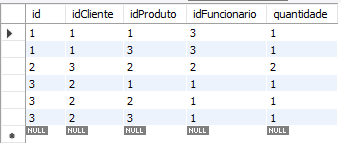 id idCliente idProduto idFuncionario quantidade
1 1 1 3 1
1 1 3 3 1
2 3 2 2 2
3 2 1 1 1
3 2 2 1 1
3 2 3 1 1
NULL NULL NULL NULL NULL